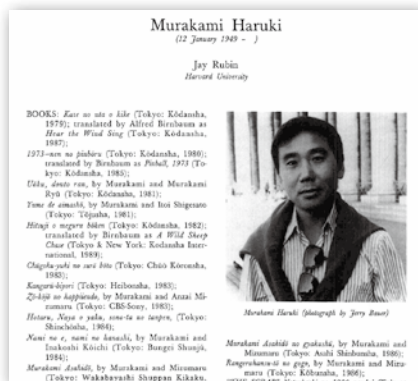 Murakami Haruki
(12 January 1949 – )
Jay Rubin
Harvard University
BOOKS: Kaze no uta o kike (Tokyo: Kōdansha,
1979); translated by Alfred Birnbaum as
Hear the Wind Sing (Tokyo: Kōdansha,
1987);
1973-nen no pinbōru (Tokyo: Kōdansha, 1980);
translated by Birnbaum as Pinball, 1973 (To-
kyo: Kōdansha, 1985);
Uōku, donto ran, by Murakami and Murakami
Ryū (Tokyo: Kōdansha, 1981);
Yume de aimashō, by Murakami and Itoi Shigesato
(Tokyo: Tōjusha, 1981);
Hitsuji o meguru bōken (Tokyo: Kōdansha, 1982);
translated by Birnbaum as A Wild Sheep
Chase (Tokyo & New York: Kodansha Inter-
national, 1989);
Chūgoku-yuki no surō bōto (Tokyo: Chūō Kōronsha,
1983);
Kangarū-biyori (Tokyo: Heibonsha, 1983);
Zō-kōjō no happīendo, by Murakami and Anzai Mi-
zumaru (Tokyo: CBS-Sony, 1983);
Hotaru, Naya o yaku, sono-ta no tanpen, (Tokyo:
Shinchōsha, 1984);
Nami no e, nami no hanashi, by Murakami and
Inakoshi Kōichi (Tokyo: Bungei Shunjū,
1984);
Murakami Asahidō, by Murakami and Mizumaru
(Tokyo: Wakabayashi Shuppan Kikaku,
Murakami Haruki (photograph by Jerry Bauer)
Murakami Asahidō no gyakushū, by Murakami and
Mizumaru (Tokyo: Asahi Shinbunsha, 1986);
Rangeruhansu-tō no gogo, by Murakami and Mizu-
maru (Tokyo: Kōbunsha, 1986);